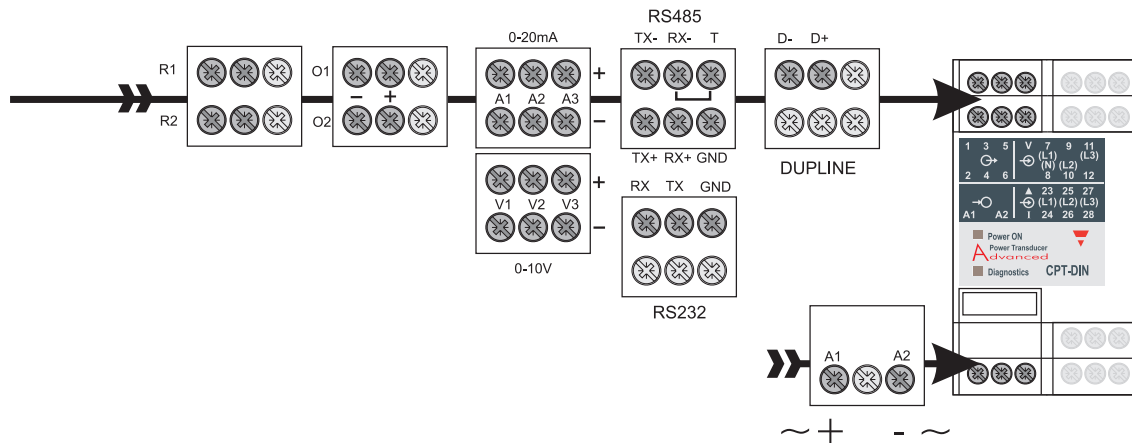 RS485
0-20mA TX- RX- T D- D+
R1 O1 +
- + A1 A2 A3
R2 O2 -
TX+ RX+ GND DUPLINE
RX TX GND
+
V1 V2 V3
-
0-10V
RS232
1 3 5 V 7 9 11
(L1) (L3)
(N) (L2)
2 4 6 8 10 12
▲ 23 25 27
(L1) (L2) (L3)
A1 A2 I 24 26 28
Power ON
Power Transducer
Advanced
Diagnostics CPT-DIN
A1 A2
~ + - ~